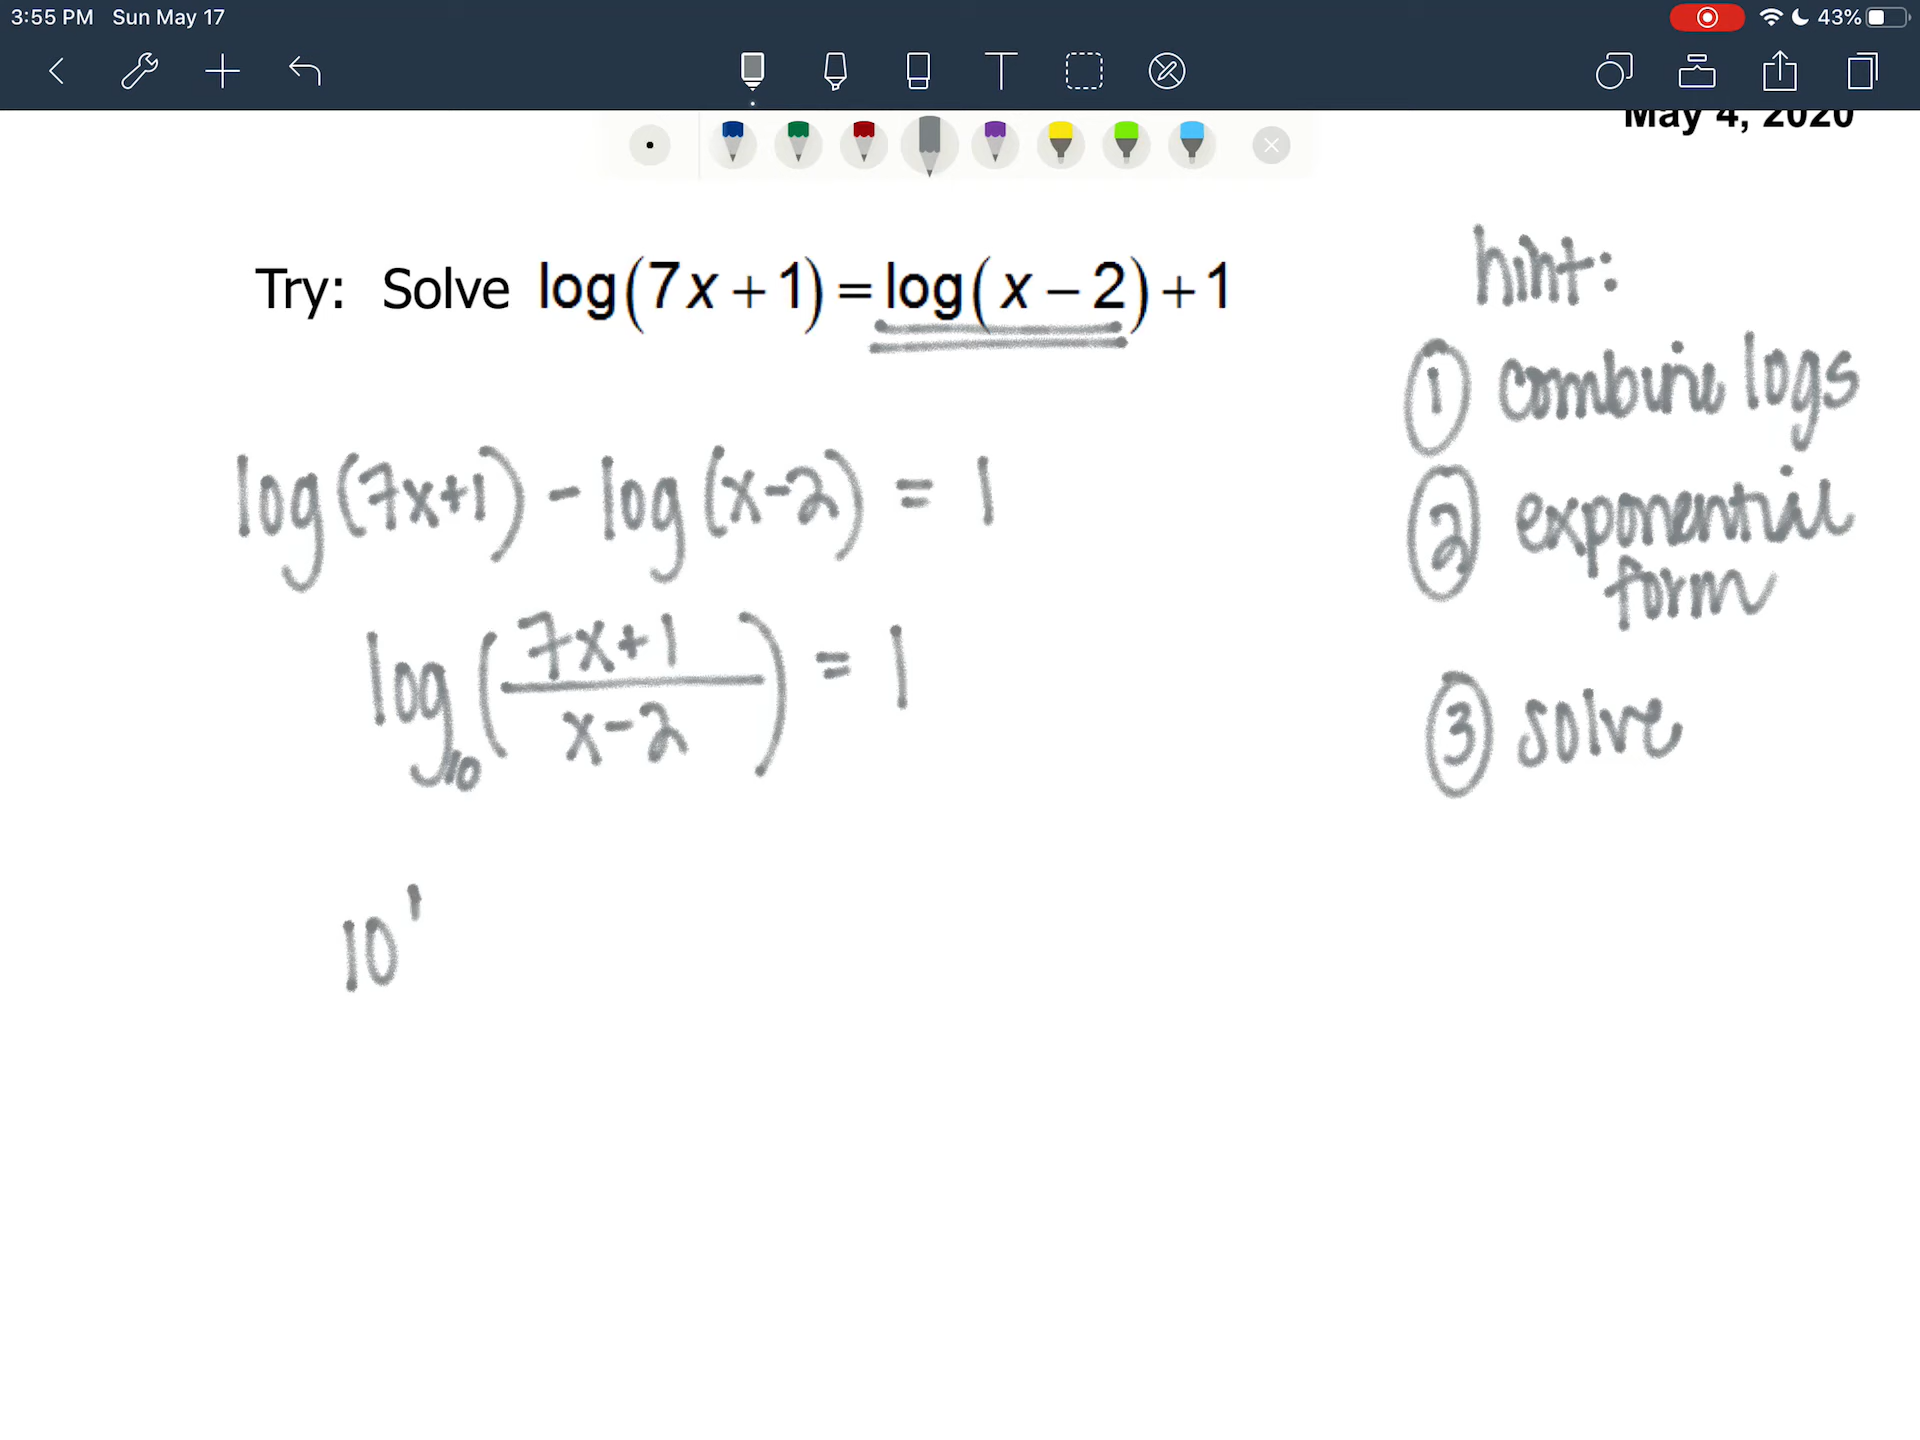 3:55 PM Sun May 17
43%
May 4, 2020
Try: Solve log(7x+1)=log(x−2)+1
hint:
① combine logs
log(7x+1) − log(x−2) = 1
② exponential
form
log₁₀((7x+1)/(x−2)) = 1
③ solve
10¹